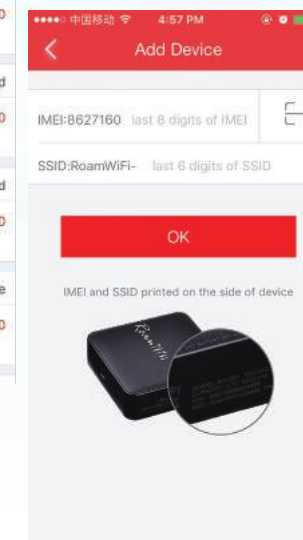 中国移动 4:57 PM
Add Device
IMEI:8627160 last 8 digits of IMEI
SSID:RoamWiFi- last 6 digits of SSID
OK
IMEI and SSID printed on the side of device
RoamWiFi